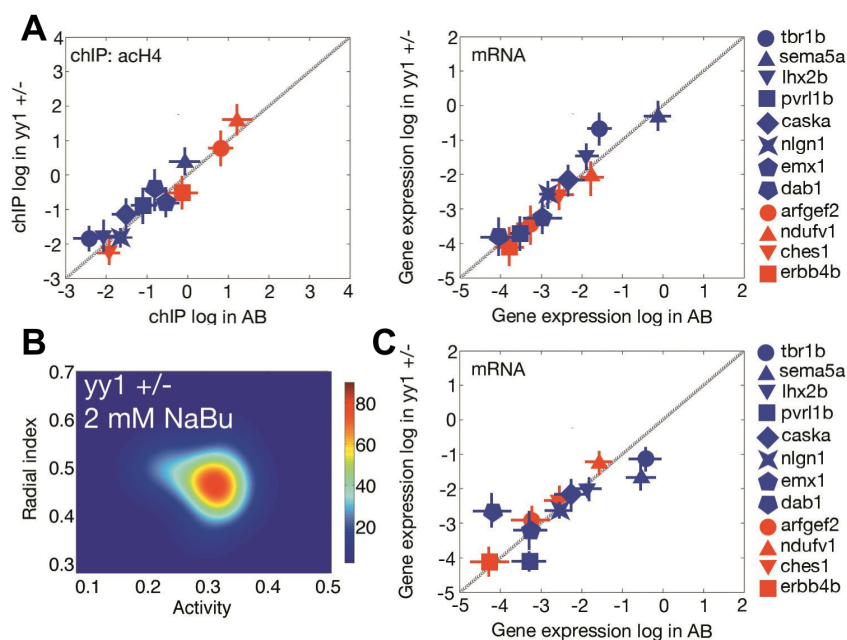 A
chIP: acH4
4
3
2
1
0
-1
-2
-3
-3 -2 -1 0 1 2 3 4
chIP log in yy1 +/-
chIP log in AB
mRNA
2
1
0
-1
-2
-3
-4
-5
-5 -4 -3 -2 -1 0 1 2
Gene expression log in yy1 +/-
Gene expression log in AB
tbr1b
sema5a
lhx2b
pvrl1b
caska
nlgn1
emx1
dab1
arfgef2
ndufv1
ches1
erbb4b
B
yy1 +/-
2 mM NaBu
0.7
0.6
0.5
0.4
0.3
0.1 0.2 0.3 0.4 0.5
Radial index
Activity
80
60
40
20
C
mRNA
2
1
0
-1
-2
-3
-4
-5
-5 -4 -3 -2 -1 0 1 2
Gene expression log in yy1 +/-
Gene expression log in AB
tbr1b
sema5a
lhx2b
pvrl1b
caska
nlgn1
emx1
dab1
arfgef2
ndufv1
ches1
erbb4b